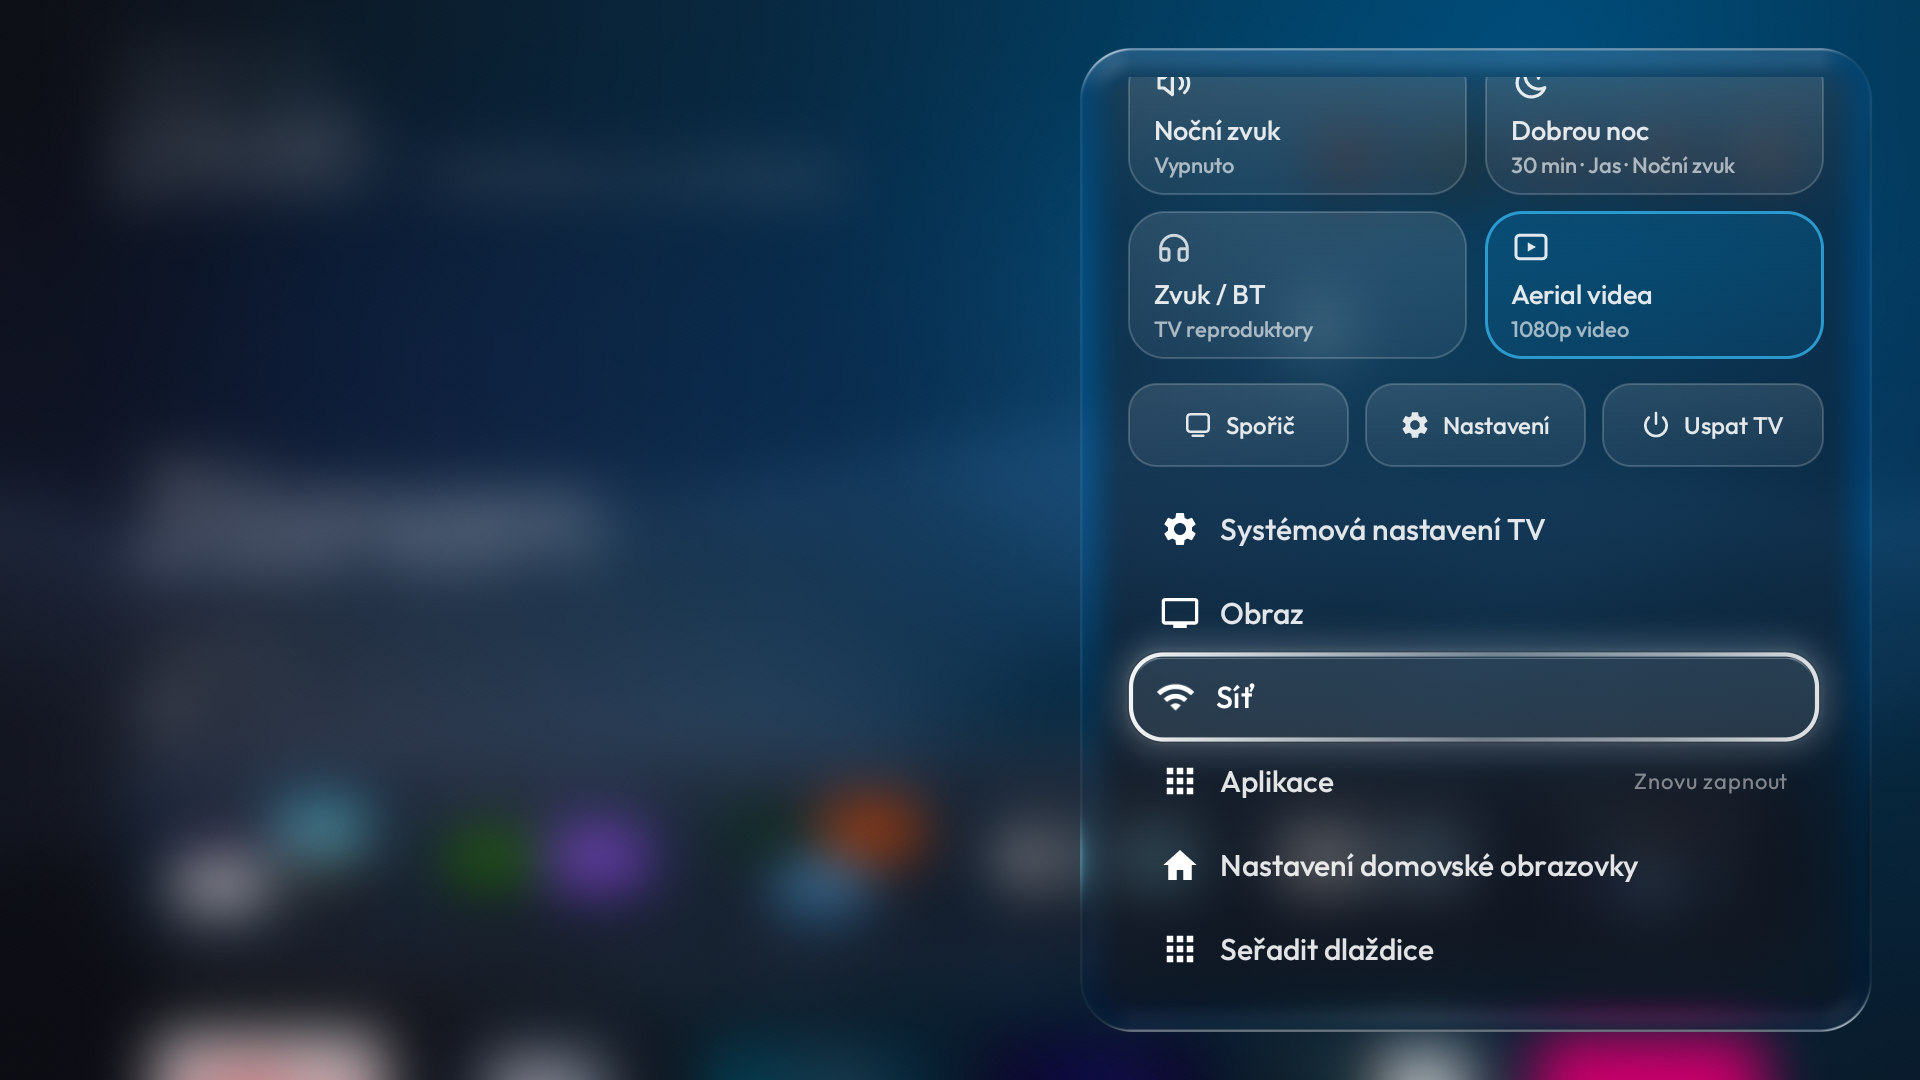 Noční zvuk
Vypnuto
Dobrou noc
30 min · Jas · Noční zvuk
Zvuk / BT
TV reproduktory
Aerial videa
1080p video
Spořič
Nastavení
Uspat TV
Systémová nastavení TV
Obraz
Síť
Aplikace
Znovu zapnout
Nastavení domovské obrazovky
Seřadit dlaždice